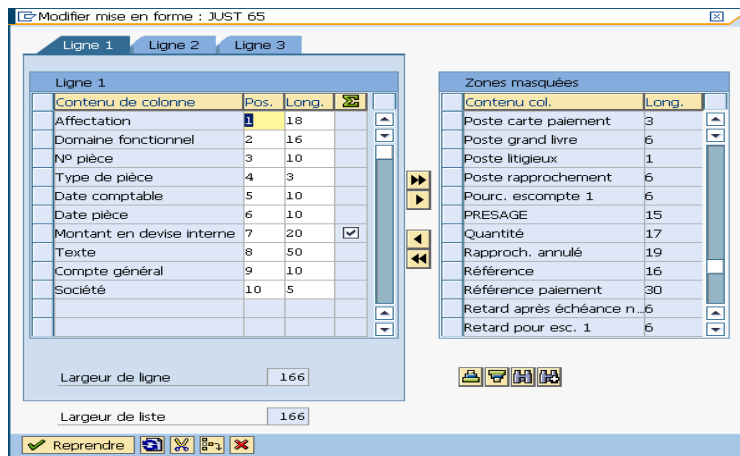 Modifier mise en forme : JUST 65
Ligne 1 Ligne 2 Ligne 3
Ligne 1
Contenu de colonne Pos. Long. Σ
Affectation 1 18
Domaine fonctionnel 2 16
Nº pièce 3 10
Type de pièce 4 3
Date comptable 5 10
Date pièce 6 10
Montant en devise interne 7 20
Texte 8 50
Compte général 9 10
Société 10 5
Largeur de ligne 166
Largeur de liste 166
Zones masquées
Contenu col. Long.
Poste carte paiement 3
Poste grand livre 6
Poste litigieux 1
Poste rapprochement 6
Pourc. escompte 1 6
PRESAGE 15
Quantité 17
Rapproch. annulé 19
Référence 16
Référence paiement 30
Retard après échéance n...6
Retard pour esc. 1 6
Reprendre